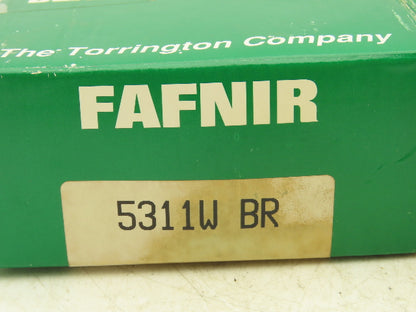 The Torrington Company
FAFNIR
5311W BR